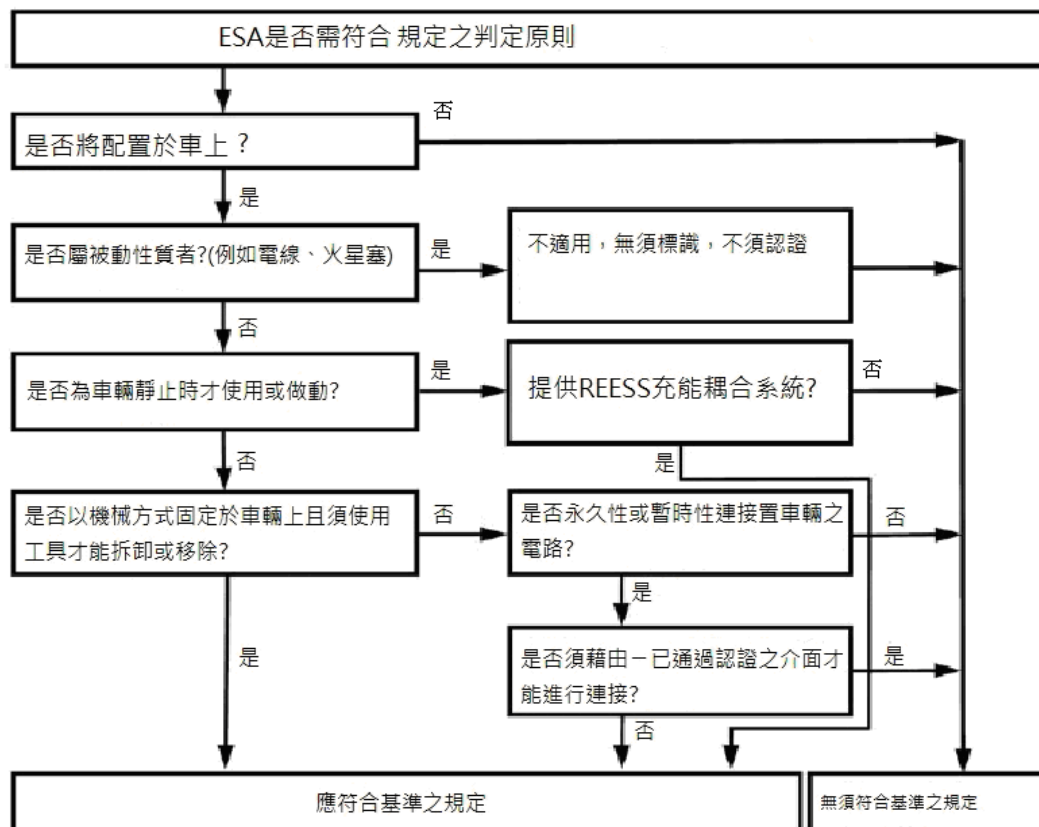 ESA是否需符合 規定之判定原則
否
是否將配置於車上？
是
是否屬被動性質者?(例如電線、火星塞)
是
不適用，無須標識，不須認證
否
是否為車輛靜止時才使用或做動?
是
提供REESS充能耦合系統?
否
否
是
是否以機械方式固定於車輛上且須使用
工具才能拆卸或移除?
否
是否永久性或暫時性連接置車輛之
電路?
否
是
是
是否須藉由－已通過認證之介面才
能進行連接?
是
否
應符合基準之規定
無須符合基準之規定